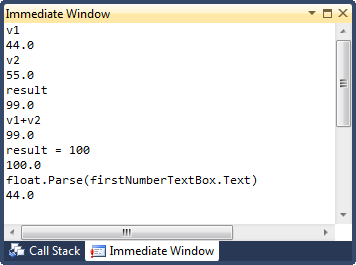 Immediate Window
v1
44.0
v2
55.0
result
99.0
v1+v2
99.0
result = 100
100.0
float.Parse(firstNumberTextBox.Text)
44.0
Call Stack
Immediate Window